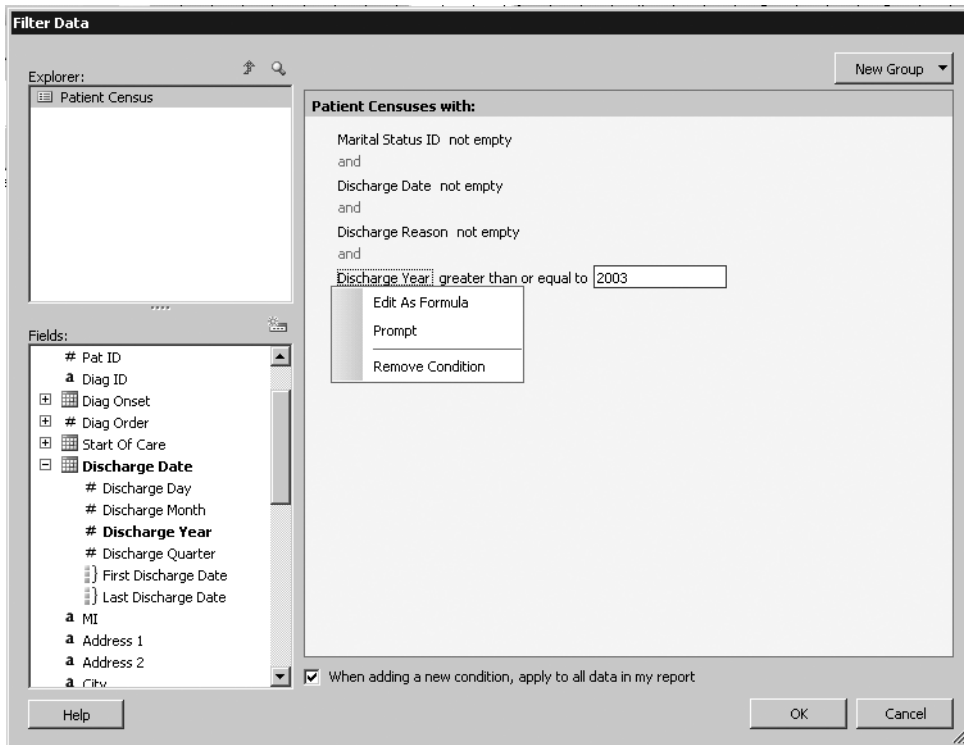 Filter Data
Explorer:
New Group
Patient Census
Patient Censuses with:
Marital Status ID not empty
and
Discharge Date not empty
and
Discharge Reason not empty
and
Discharge Year greater than or equal to 2003
Edit As Formula
Prompt
Remove Condition
Fields:
# Pat ID
a Diag ID
Diag Onset
# Diag Order
Start Of Care
Discharge Date
# Discharge Day
# Discharge Month
# Discharge Year
# Discharge Quarter
First Discharge Date
Last Discharge Date
a MI
a Address 1
a Address 2
a City
When adding a new condition, apply to all data in my report
Help
OK
Cancel